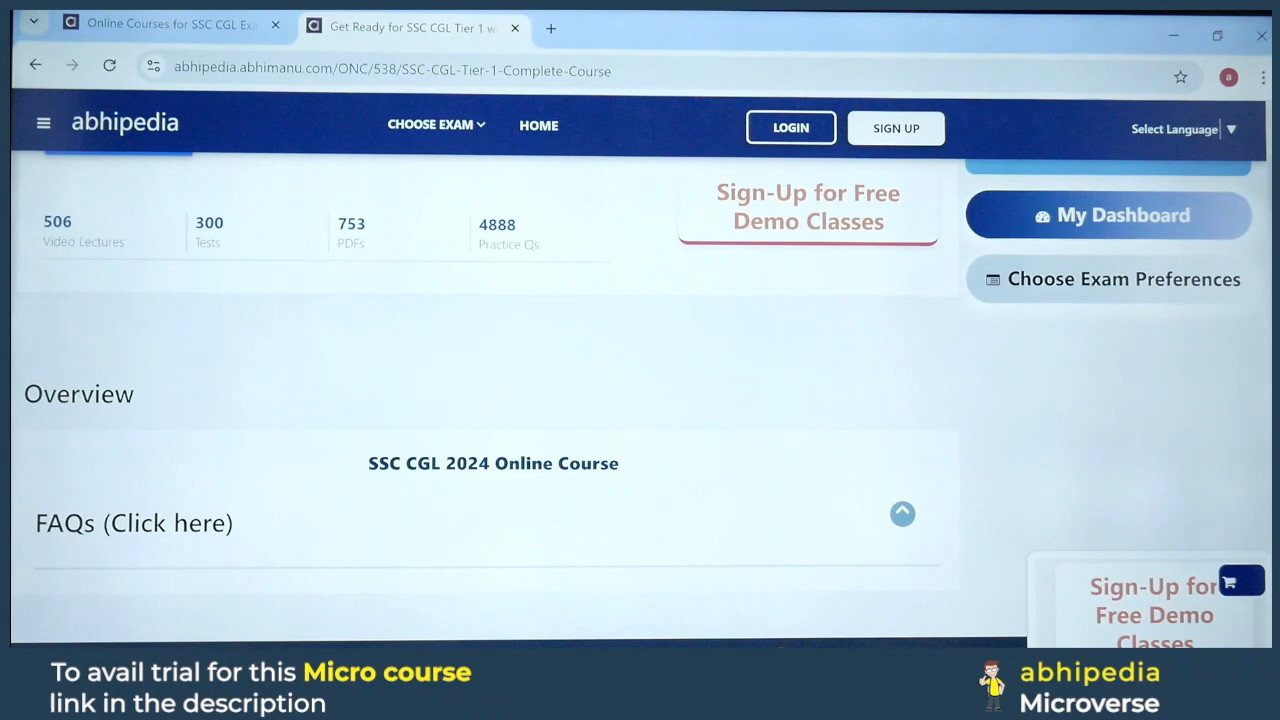 Online Courses for SSC CGL Exa
Get Ready for SSC CGL Tier 1 w
abhipedia.abhimanu.com/ONC/538/SSC-CGL-Tier-1-Complete-Course
a
abhipedia
CHOOSE EXAM
HOME
LOGIN
SIGN UP
Select Language
506
Video Lectures
300
Tests
753
PDFs
4888
Practice Qs
Sign-Up for Free
Demo Classes
My Dashboard
Choose Exam Preferences
Overview
SSC CGL 2024 Online Course
FAQs (Click here)
Sign-Up for
Free Demo
Classes
To avail trial for this Micro course
link in the description
abhipedia
Microverse